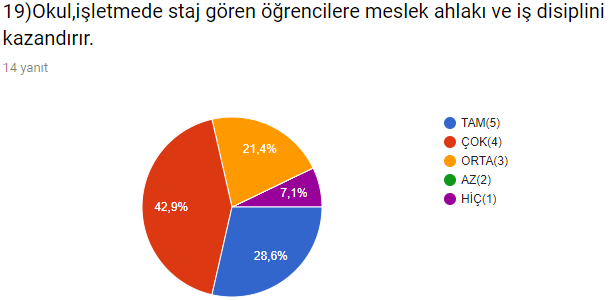 19)Okul,işletmede staj gören öğrencilere meslek ahlakı ve iş disiplini
kazandırır.
14 yanıt
TAM(5)
ÇOK(4)
ORTA(3)
AZ(2)
HİÇ(1)
21,4%
7,1%
42,9%
28,6%